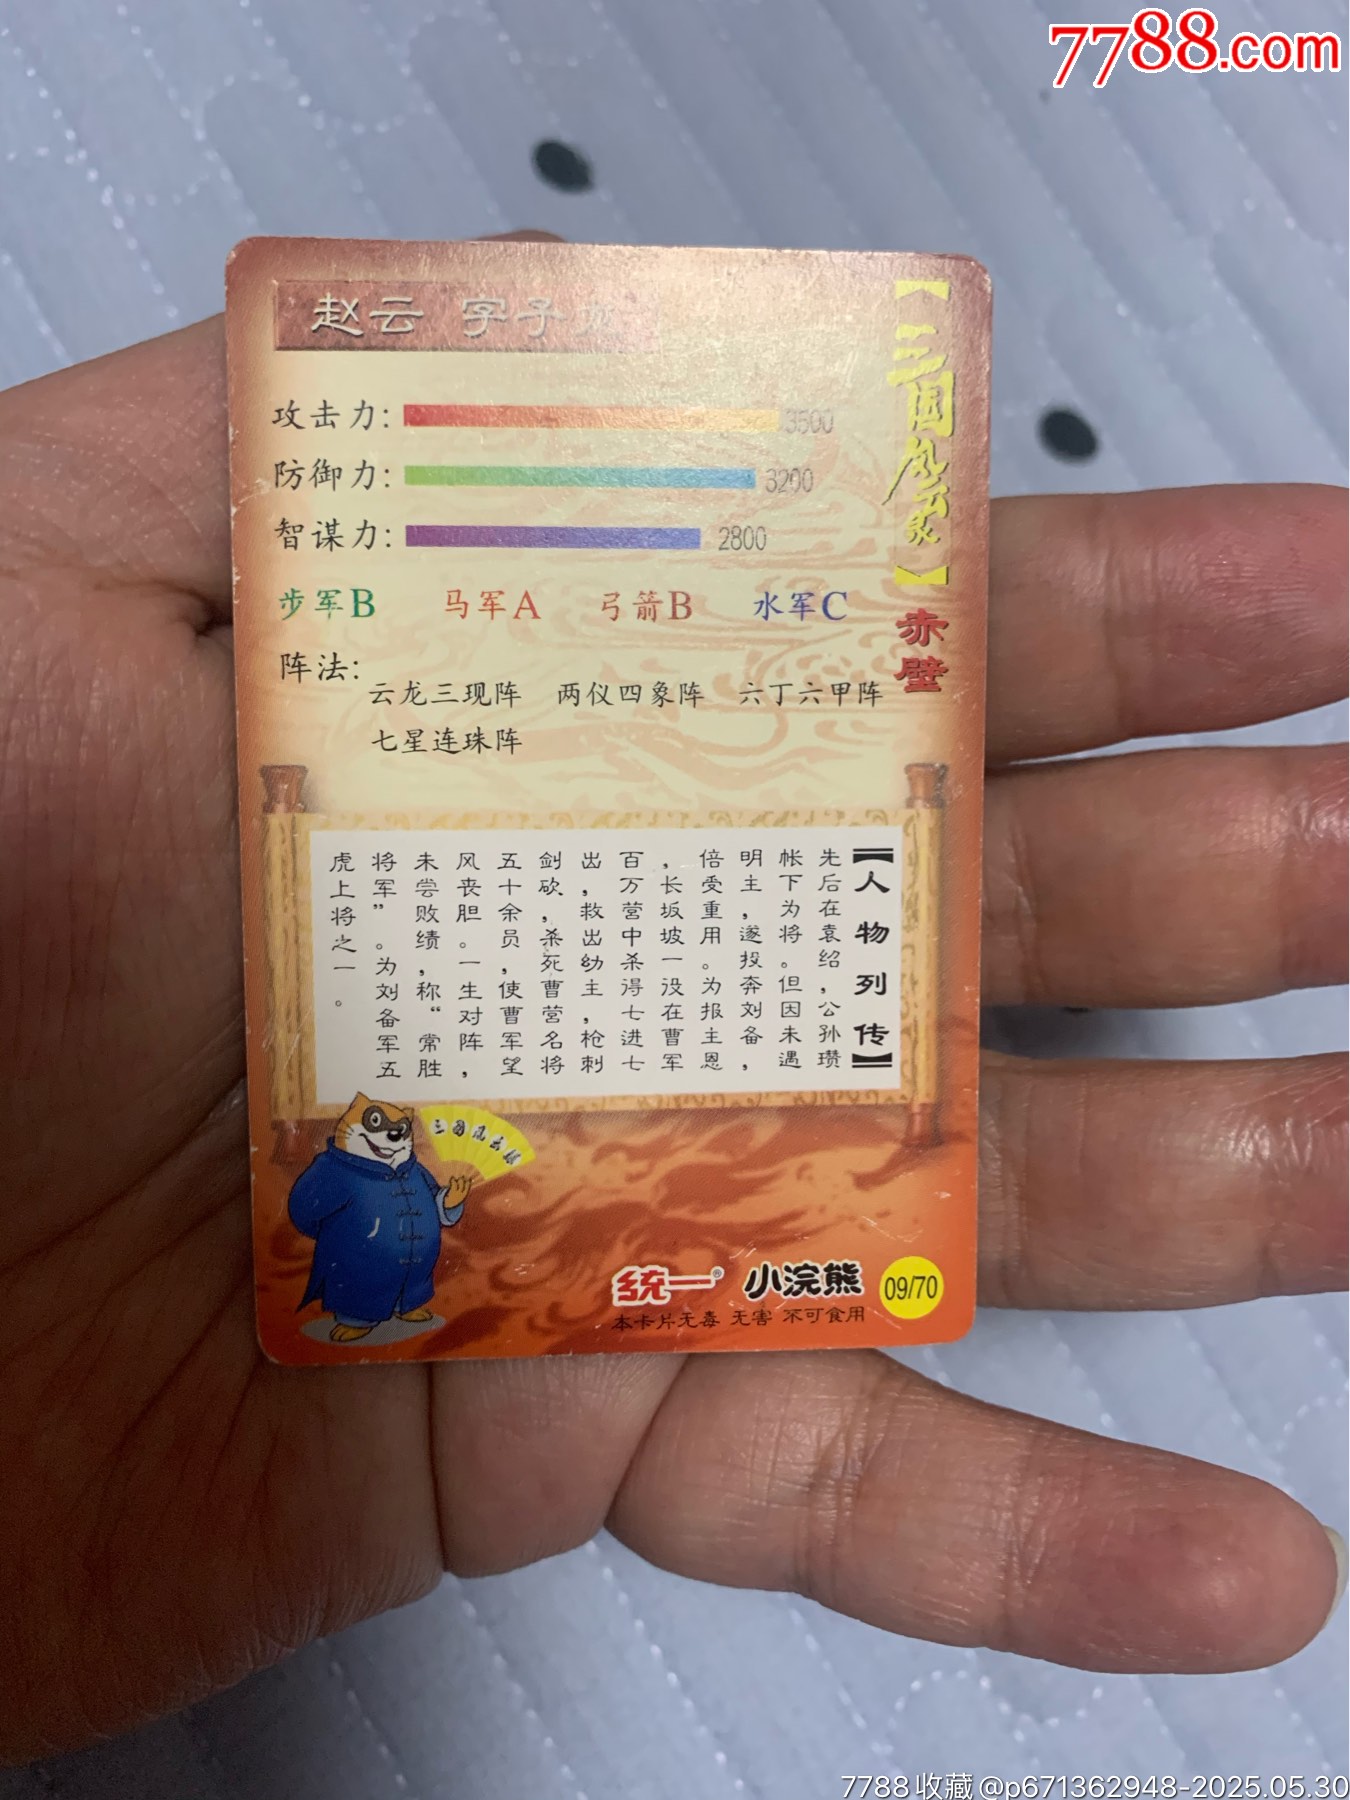 7788.com
赵云 字子龙
攻击力: 3500
防御力: 3200
智谋力: 2800
步军B 马军A 弓箭B 水军C
阵法:
云龙三现阵 两仪四象阵 六丁六甲阵
七星连珠阵
【三国风云录】赤壁
【人物列传】
先后在袁绍，公孙瓒
帐下为将。但因未遇
明主，遂投奔刘备，
倍受重用。为报主恩
，长坂坡一没在曹军
百万营中杀得七进七
出，救出幼主，枪刺
剑砍，杀死曹营名将
五十余员，使曹军望
风丧胆。一生对阵，
未尝败绩，称“常胜
将军”。为刘备军五
虎上将之一。
三国风云录
统一® 小浣熊 09/70
本卡片无毒 无害 不可食用
7788收藏@p671362948-2025.05.30